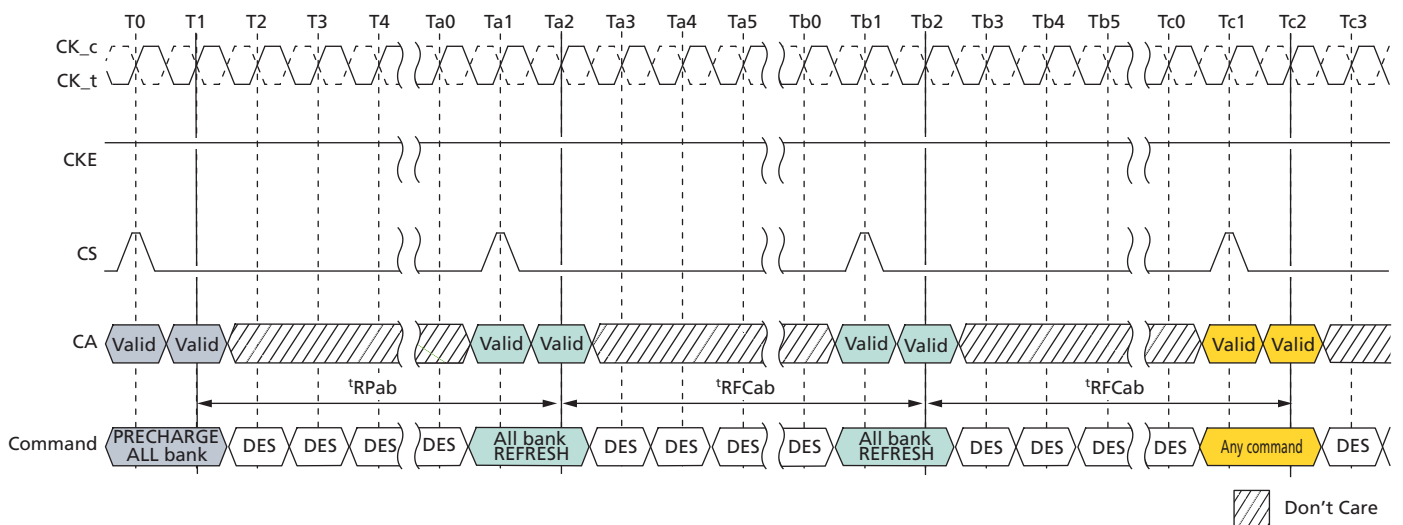 T0 T1 T2 T3 T4 Ta0 Ta1 Ta2 Ta3 Ta4 Ta5 Tb0 Tb1 Tb2 Tb3 Tb4 Tb5 Tc0 Tc1 Tc2 Tc3
CK_c
CK_t
CKE
CS
CA Valid Valid Valid Valid Valid Valid Valid Valid
tRPab tRFCab tRFCab
Command PRECHARGE ALL bank DES DES DES DES All bank REFRESH DES DES DES DES All bank REFRESH DES DES DES DES Any command DES
Don't Care